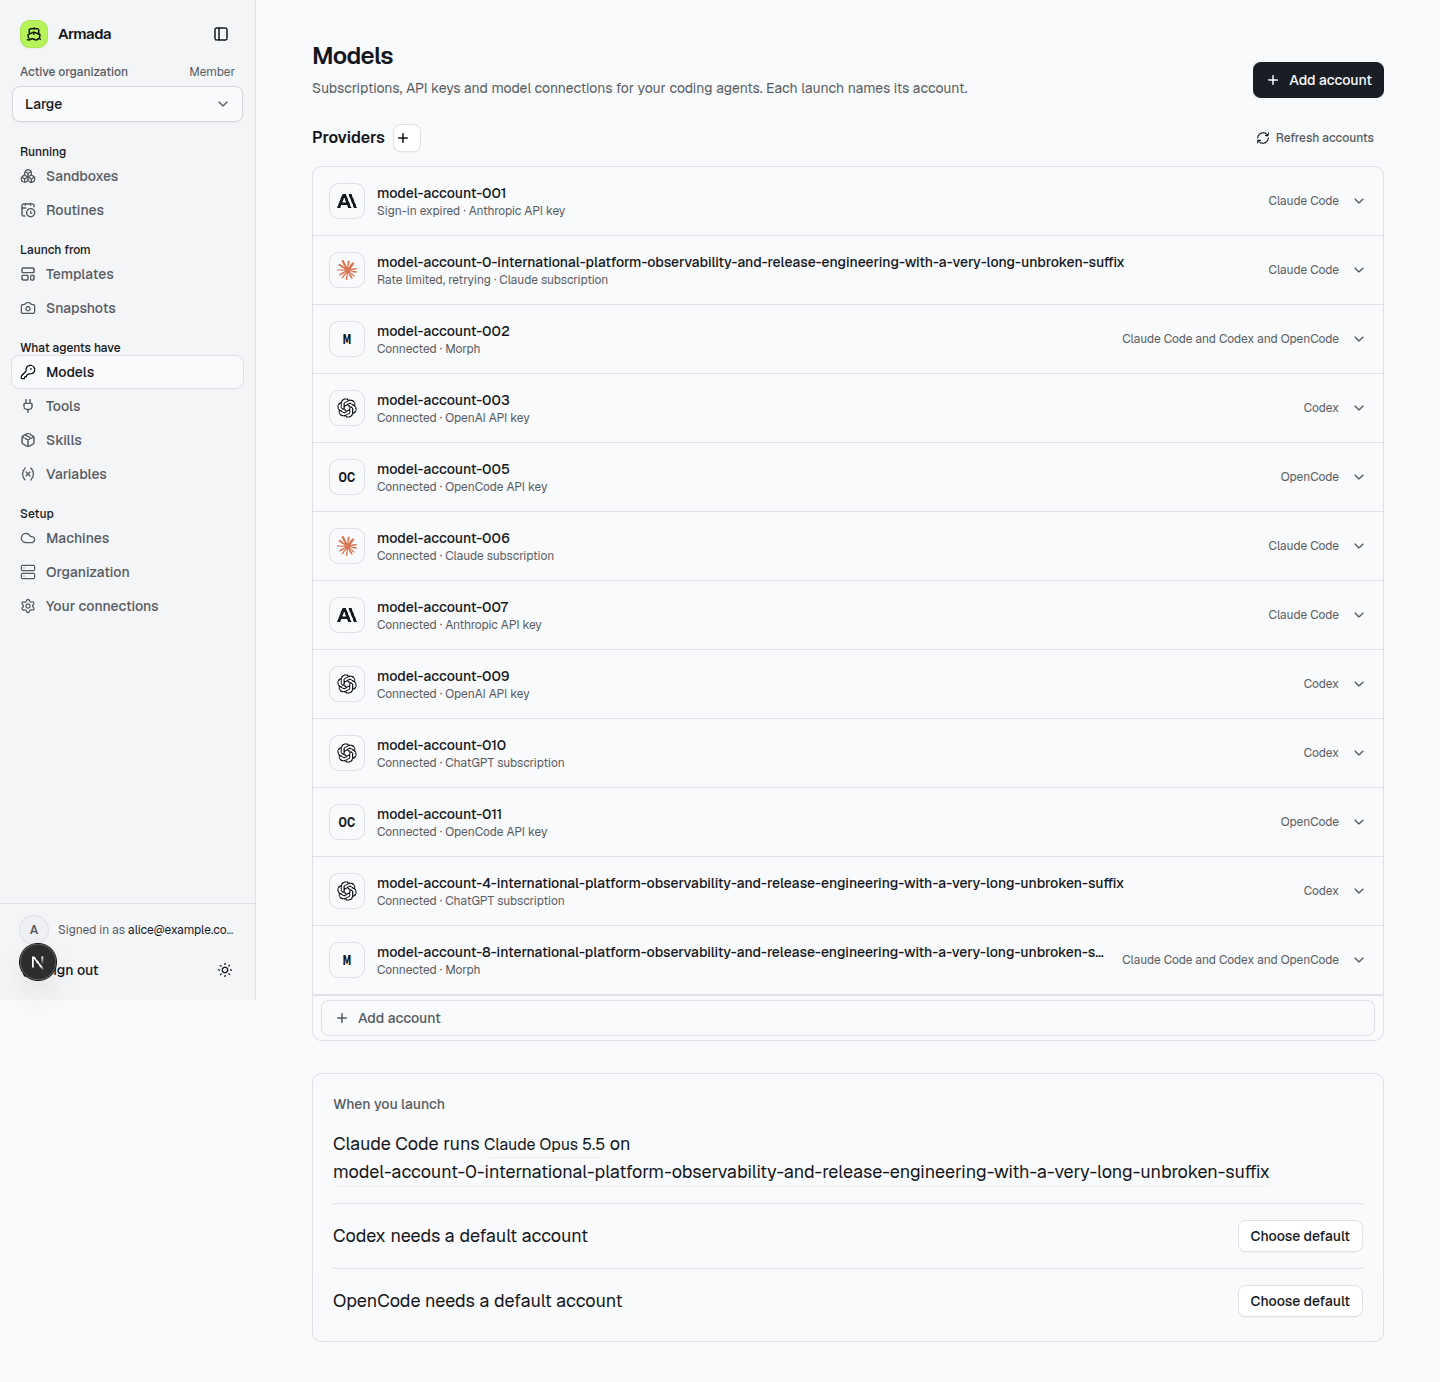 Armada
Active organization
Member
Large
Running
Sandboxes
Routines
Launch from
Templates
Snapshots
What agents have
Models
Tools
Skills
Variables
Setup
Machines
Organization
Your connections
A
Signed in as alice@example.co...
N
ign out
Models
Subscriptions, API keys and model connections for your coding agents. Each launch names its account.
Add account
Providers
Refresh accounts
model-account-001
Sign-in expired · Anthropic API key
Claude Code
model-account-0-international-platform-observability-and-release-engineering-with-a-very-long-unbroken-suffix
Rate limited, retrying · Claude subscription
Claude Code
M
model-account-002
Connected · Morph
Claude Code and Codex and OpenCode
model-account-003
Connected · OpenAI API key
Codex
OC
model-account-005
Connected · OpenCode API key
OpenCode
model-account-006
Connected · Claude subscription
Claude Code
model-account-007
Connected · Anthropic API key
Claude Code
model-account-009
Connected · OpenAI API key
Codex
model-account-010
Connected · ChatGPT subscription
Codex
OC
model-account-011
Connected · OpenCode API key
OpenCode
model-account-4-international-platform-observability-and-release-engineering-with-a-very-long-unbroken-suffix
Connected · ChatGPT subscription
Codex
M
model-account-8-international-platform-observability-and-release-engineering-with-a-very-long-unbroken-s...
Connected · Morph
Claude Code and Codex and OpenCode
Add account
When you launch
Claude Code runs Claude Opus 5.5 on
model-account-0-international-platform-observability-and-release-engineering-with-a-very-long-unbroken-suffix
Codex needs a default account
Choose default
OpenCode needs a default account
Choose default